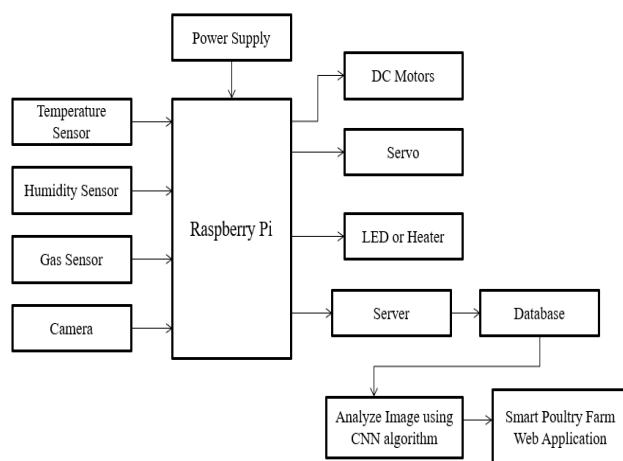 Power Supply
DC Motors
Temperature
Sensor
Servo
Humidity Sensor
Raspberry Pi
LED or Heater
Gas Sensor
Camera
Server
Database
Analyze Image using
CNN algorithm
Smart Poultry Farm
Web Application